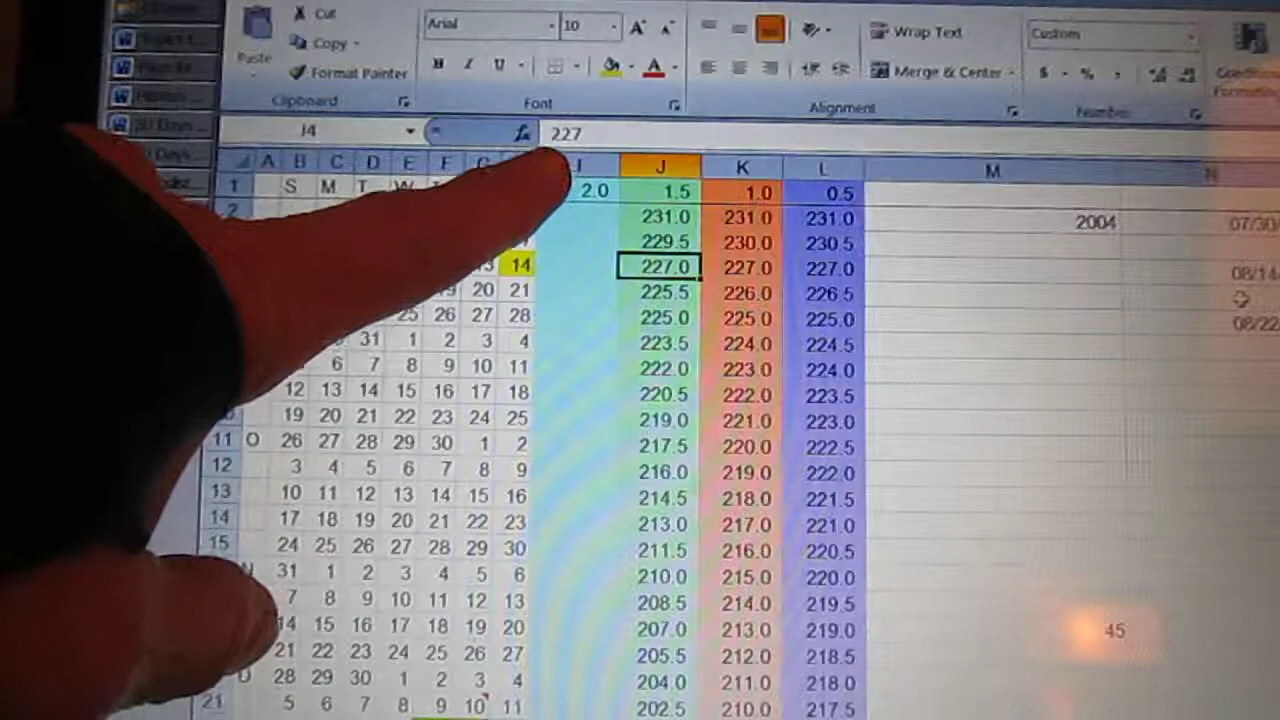 Cut
Arial 10 A A Wrap Text Custom
Copy
Paste
Format Painter B I U A Merge & Center $ %
Clipboard Font Alignment Number
J4 fx 227
A B C D E F G I J K L M N
1 S M T W 2.0 1.5 1.0 0.5
2 231.0 231.0 231.0 2004 07/30
229.5 230.0 230.5
13 14 227.0 227.0 227.0 08/14
19 20 21 225.5 226.0 226.5
25 26 27 28 225.0 225.0 225.0 08/22
31 1 2 3 4 223.5 224.0 224.5
6 7 8 9 10 11 222.0 223.0 224.0
12 13 14 15 16 17 18 220.5 222.0 223.5
19 20 21 22 23 24 25 219.0 221.0 223.0
11 O 26 27 28 29 30 1 2 217.5 220.0 222.5
12 3 4 5 6 7 8 9 216.0 219.0 222.0
13 10 11 12 13 14 15 16 214.5 218.0 221.5
14 17 18 19 20 21 22 23 213.0 217.0 221.0
15 24 25 26 27 28 29 30 211.5 216.0 220.5
N 31 1 2 3 4 5 6 210.0 215.0 220.0
7 8 9 10 11 12 13 208.5 214.0 219.5
14 15 16 17 18 19 20 207.0 213.0 219.0 45
21 22 23 24 25 26 27 205.5 212.0 218.5
28 29 30 1 2 3 4 204.0 211.0 218.0
21 5 6 7 8 9 10 11 202.5 210.0 217.5